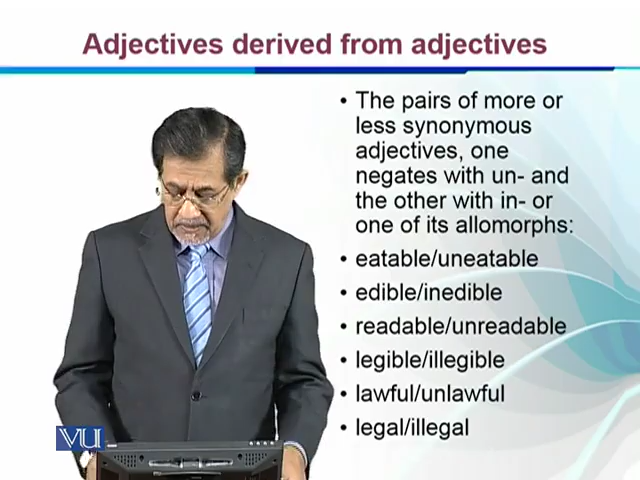 Adjectives derived from adjectives
• The pairs of more or
less synonymous
adjectives, one
negates with un- and
the other with in- or
one of its allomorphs:
• eatable/uneatable
• edible/inedible
• readable/unreadable
• legible/illegible
• lawful/unlawful
• legal/illegal
VU